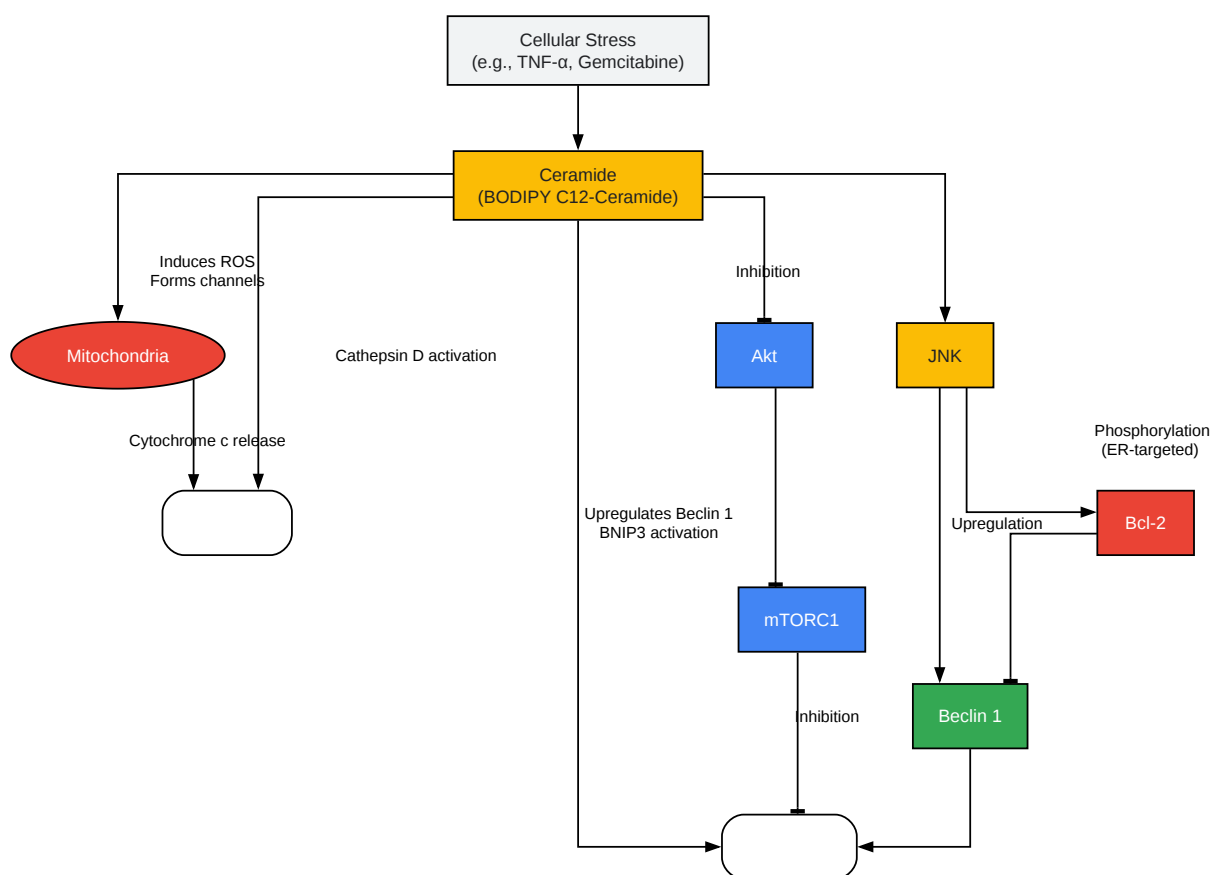 Cellular Stress
(e.g., TNF-α, Gemcitabine)
Ceramide
(BODIPY C12-Ceramide)
Induces ROS
Forms channels
Inhibition
Mitochondria
Cathepsin D activation
Akt
JNK
Cytochrome c release
Phosphorylation
(ER-targeted)
Upregulates Beclin 1
BNIP3 activation
Upregulation
Bcl-2
mTORC1
Inhibition
Beclin 1